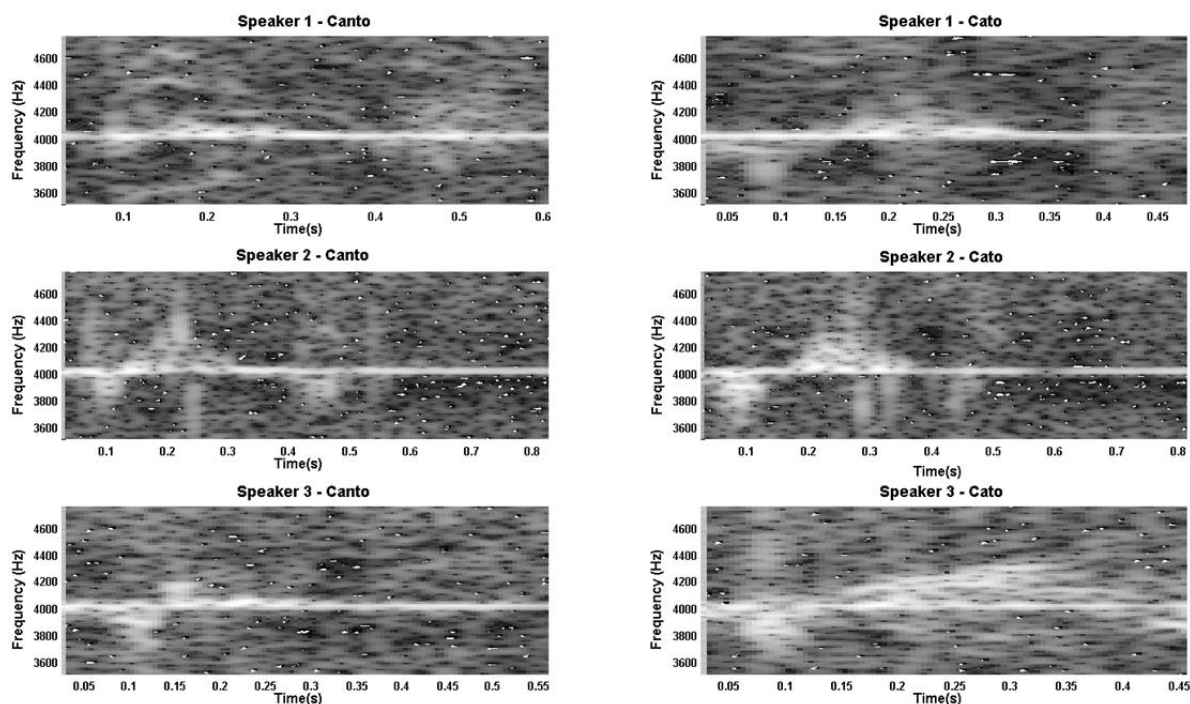 Speaker 1 - Canto
Frequency (Hz)
4600
4400
4200
4000
3800
3600
0.1 0.2 0.3 0.4 0.5 0.6
Time(s)
Speaker 1 - Cato
Frequency (Hz)
4600
4400
4200
4000
3800
3600
0.05 0.1 0.15 0.2 0.25 0.3 0.35 0.4 0.45
Time(s)
Speaker 2 - Canto
Frequency (Hz)
4600
4400
4200
4000
3800
3600
0.1 0.2 0.3 0.4 0.5 0.6 0.7 0.8
Time(s)
Speaker 2 - Cato
Frequency (Hz)
4600
4400
4200
4000
3800
3600
0.1 0.2 0.3 0.4 0.5 0.6 0.7 0.8
Time(s)
Speaker 3 - Canto
Frequency (Hz)
4600
4400
4200
4000
3800
3600
0.05 0.1 0.15 0.2 0.25 0.3 0.35 0.4 0.45 0.5 0.55
Time(s)
Speaker 3 - Cato
Frequency (Hz)
4600
4400
4200
4000
3800
3600
0.05 0.1 0.15 0.2 0.25 0.3 0.35 0.4 0.45
Time(s)